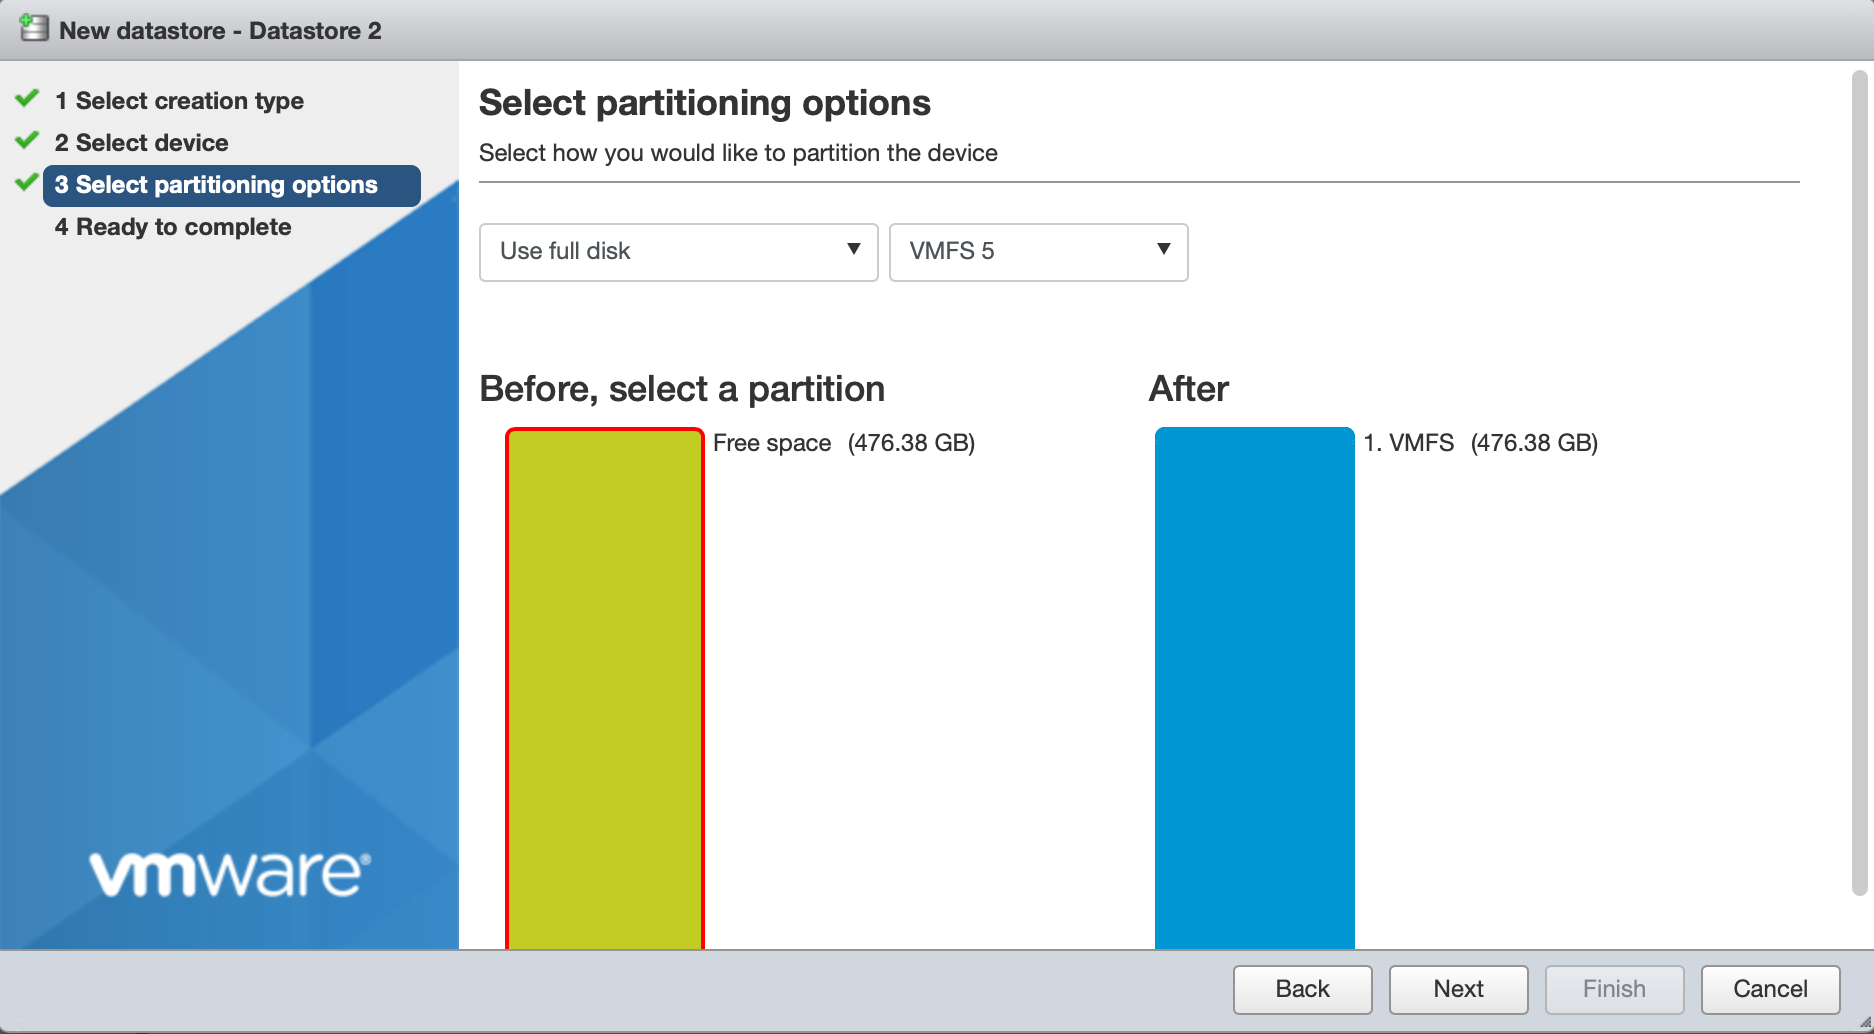 New datastore - Datastore 2
1 Select creation type
2 Select device
3 Select partitioning options
4 Ready to complete
vmware®
Select partitioning options
Select how you would like to partition the device
Use full disk
VMFS 5
Before, select a partition
After
Free space (476.38 GB)
1. VMFS (476.38 GB)
Back
Next
Finish
Cancel